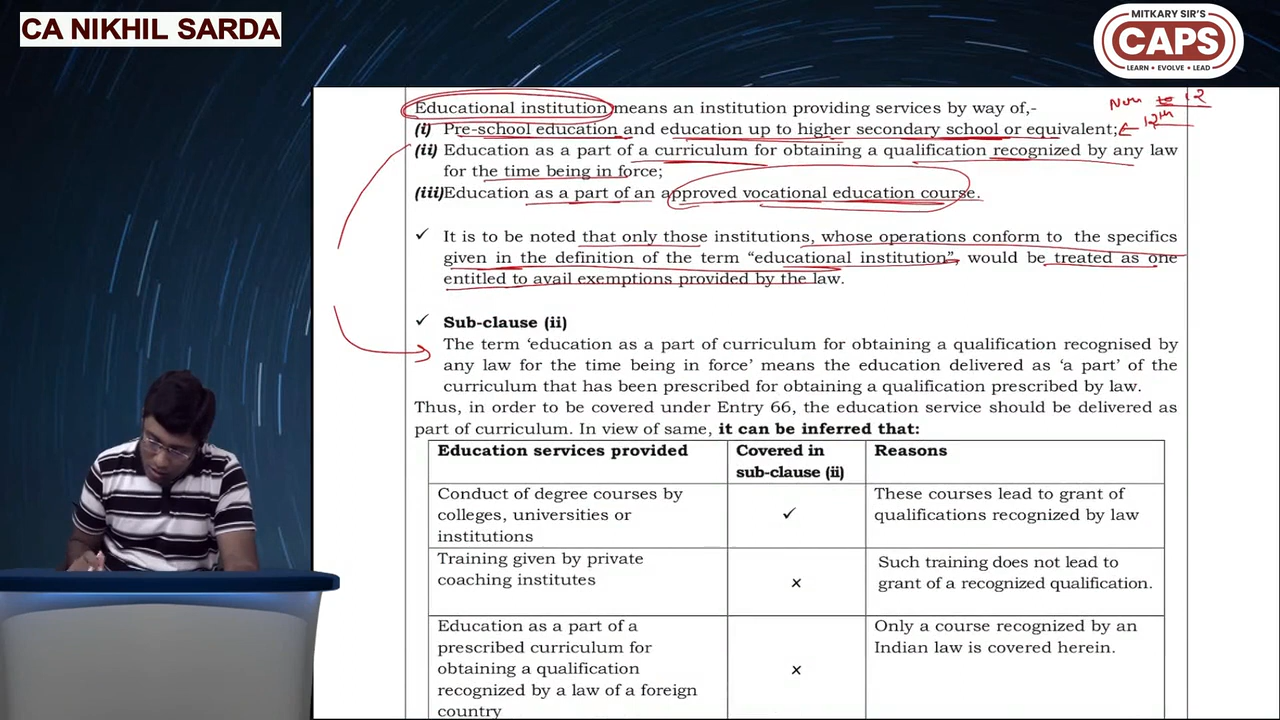 CA NIKHIL SARDA
MITKARY SIR'S
CAPS
LEARN • EVOLVE • LEAD
Educational institution means an institution providing services by way of,-
(i) Pre-school education and education up to higher secondary school or equivalent;
12th
(ii) Education as a part of a curriculum for obtaining a qualification recognized by any law
for the time being in force;
(iii)Education as a part of an approved vocational education course.
✓ It is to be noted that only those institutions, whose operations conform to the specifics
given in the definition of the term “educational institution”, would be treated as one
entitled to avail exemptions provided by the law.
✓ Sub-clause (ii)
The term ‘education as a part of curriculum for obtaining a qualification recognised by
any law for the time being in force’ means the education delivered as ‘a part’ of the
curriculum that has been prescribed for obtaining a qualification prescribed by law.
Thus, in order to be covered under Entry 66, the education service should be delivered as
part of curriculum. In view of same, it can be inferred that:
Education services provided
Covered in
sub-clause (ii)
Reasons
Conduct of degree courses by
colleges, universities or
institutions
✓
These courses lead to grant of
qualifications recognized by law
Training given by private
coaching institutes
×
Such training does not lead to
grant of a recognized qualification.
Education as a part of a
prescribed curriculum for
obtaining a qualification
recognized by a law of a foreign
country
×
Only a course recognized by an
Indian law is covered herein.